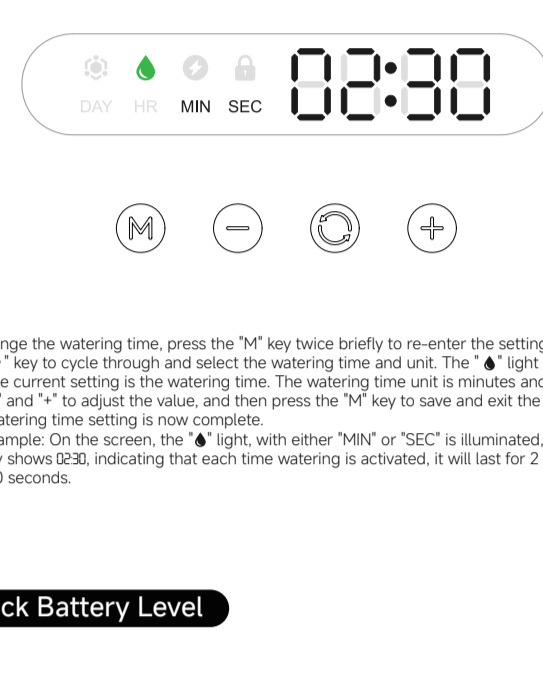 DAY HR MIN SEC 02:30
M − +
nge the watering time, press the "M" key twice briefly to re-enter the setting
" key to cycle through and select the watering time and unit. The "💧" light
e current setting is the watering time. The watering time unit is minutes and
" and "+" to adjust the value, and then press the "M" key to save and exit the
atering time setting is now complete.
ample: On the screen, the "💧" light, with either "MIN" or "SEC" is illuminated,
y shows 02:30, indicating that each time watering is activated, it will last for 2
0 seconds.
ck Battery Level